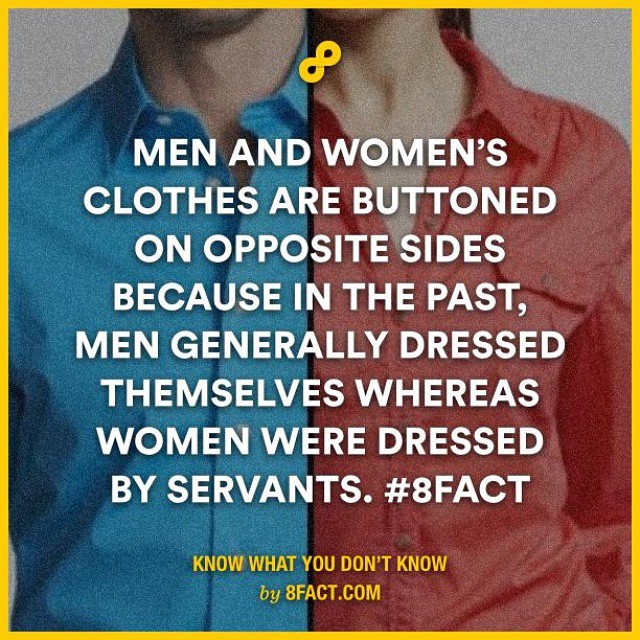 MEN AND WOMEN'S
CLOTHES ARE BUTTONED
ON OPPOSITE SIDES
BECAUSE IN THE PAST,
MEN GENERALLY DRESSED
THEMSELVES WHEREAS
WOMEN WERE DRESSED
BY SERVANTS. #8FACT
KNOW WHAT YOU DON'T KNOW
by 8FACT.COM